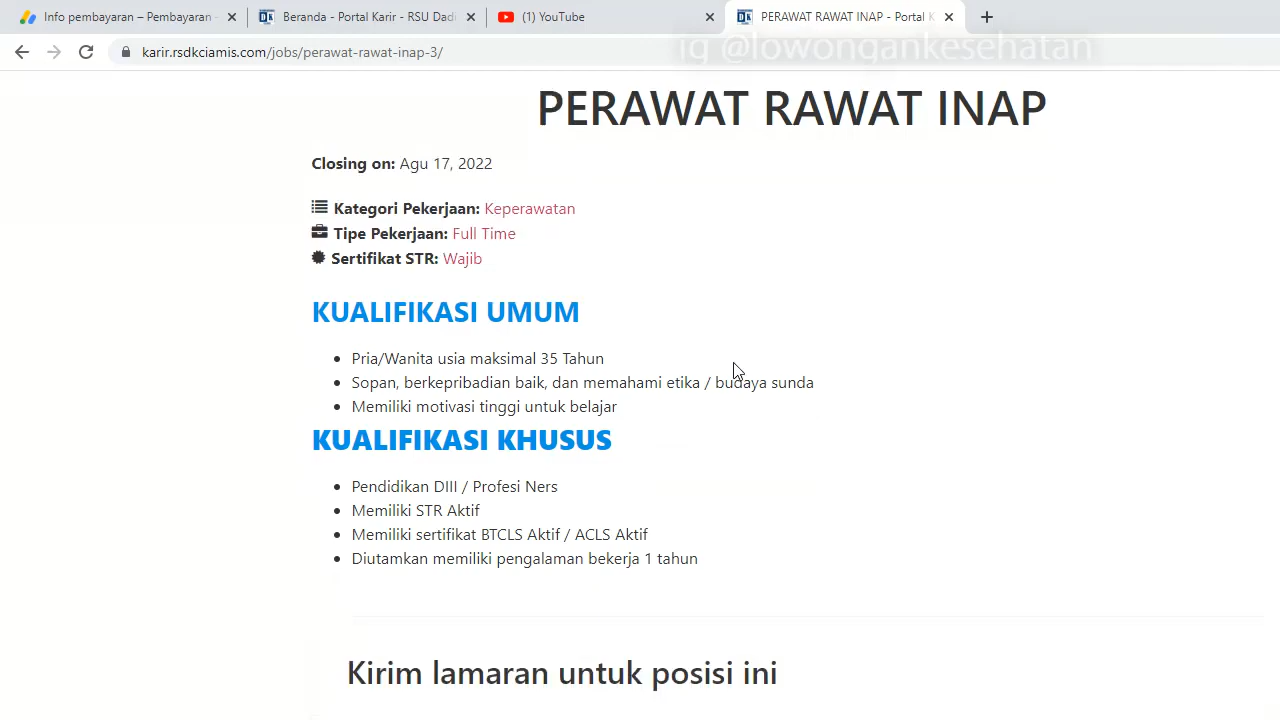 Info pembayaran – Pembayaran -
Beranda - Portal Karir - RSU Dadi
(1) YouTube
PERAWAT RAWAT INAP - Portal K
karir.rsdkciamis.com/jobs/perawat-rawat-inap-3/
ig @lowongankesehatan
PERAWAT RAWAT INAP
Closing on: Agu 17, 2022
Kategori Pekerjaan: Keperawatan
Tipe Pekerjaan: Full Time
Sertifikat STR: Wajib
KUALIFIKASI UMUM
• Pria/Wanita usia maksimal 35 Tahun
• Sopan, berkepribadian baik, dan memahami etika / budaya sunda
• Memiliki motivasi tinggi untuk belajar
KUALIFIKASI KHUSUS
• Pendidikan DIII / Profesi Ners
• Memiliki STR Aktif
• Memiliki sertifikat BTCLS Aktif / ACLS Aktif
• Diutamkan memiliki pengalaman bekerja 1 tahun
Kirim lamaran untuk posisi ini